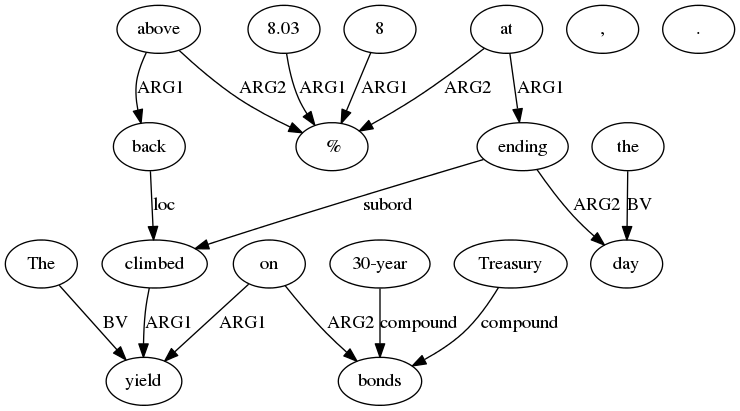 above 8.03 8 at , .
ARG1 ARG2 ARG1 ARG1 ARG2 ARG1
back % ending the
loc subord ARG2 BV
The climbed on 30-year Treasury day
BV ARG1 ARG1 ARG2 compound compound
yield bonds